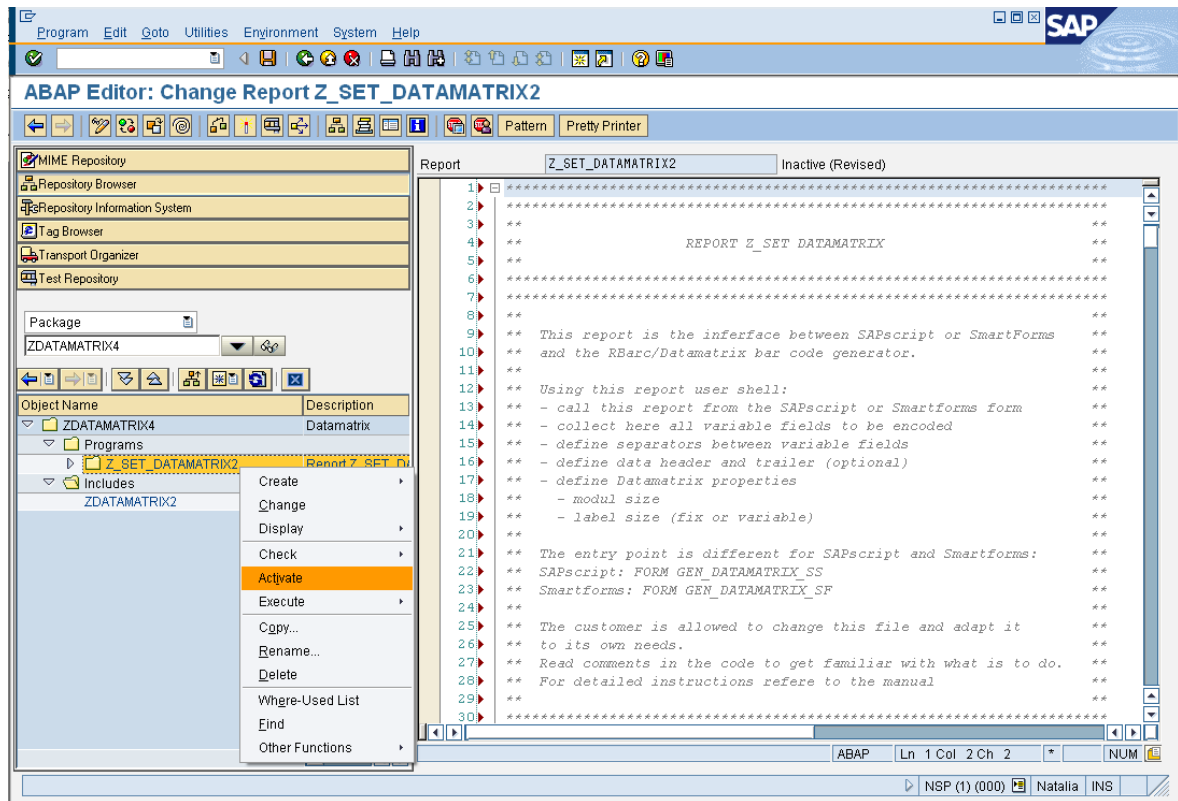 Program Edit Goto Utilities Environment System Help
SAP
ABAP Editor: Change Report Z_SET_DATAMATRIX2
Pattern Pretty Printer
MIME Repository
Repository Browser
Repository Information System
Tag Browser
Transport Organizer
Test Repository
Package
ZDATAMATRIX4
Object Name Description
ZDATAMATRIX4 Datamatrix
Programs
Z_SET_DATAMATRIX2 Report Z_SET_D
Includes
ZDATAMATRIX2
Create
Change
Display
Check
Activate
Execute
Copy...
Rename...
Delete
Where-Used List
Find
Other Functions
Report Z_SET_DATAMATRIX2 Inactive (Revised)
1 ************************************************************************
2 ************************************************************************
3 ** **
4 ** REPORT Z_SET DATAMATRIX **
5 ** **
6 ************************************************************************
7 ************************************************************************
8 ** **
9 ** This report is the inferface between SAPscript or SmartForms **
10 ** and the RBarc/Datamatrix bar code generator. **
11 ** **
12 ** Using this report user shell: **
13 ** - call this report from the SAPscript or Smartforms form **
14 ** - collect here all variable fields to be encoded **
15 ** - define separators between variable fields **
16 ** - define data header and trailer (optional) **
17 ** - define Datamatrix properties **
18 ** - modul size **
19 ** - label size (fix or variable) **
20 ** **
21 ** The entry point is different for SAPscript and Smartforms: **
22 ** SAPscript: FORM GEN_DATAMATRIX_SS **
23 ** Smartforms: FORM GEN_DATAMATRIX_SF **
24 ** **
25 ** The customer is allowed to change this file and adapt it **
26 ** to its own needs. **
27 ** Read comments in the code to get familiar with what is to do. **
28 ** For detailed instructions refere to the manual **
29 ** **
30 ************************************************************************
ABAP Ln 1 Col 2 Ch 2 * NUM
NSP (1) (000) Natalia INS